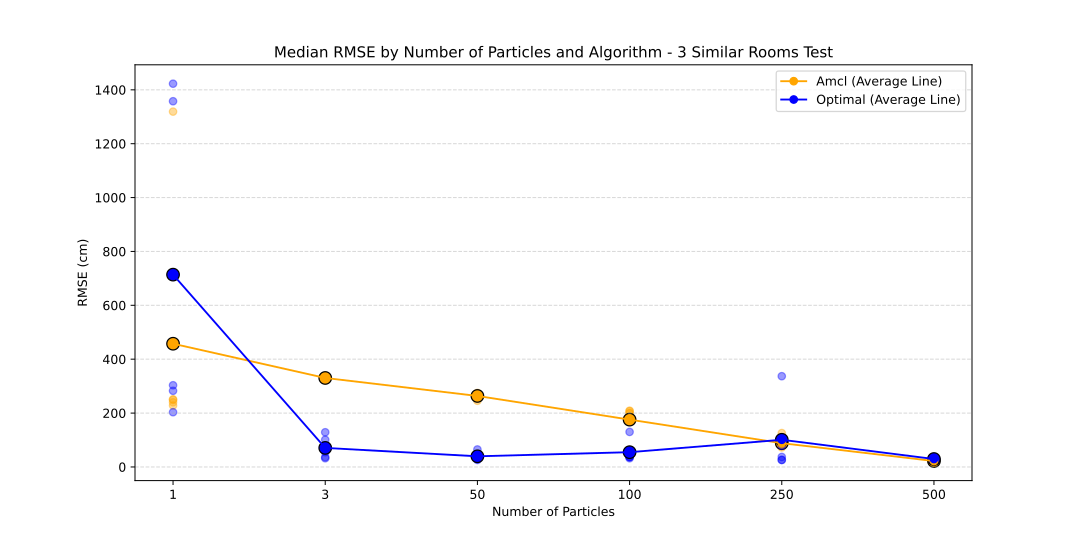 Median RMSE by Number of Particles and Algorithm - 3 Similar Rooms Test
Amcl (Average Line)
Optimal (Average Line)
RMSE (cm)
1400
1200
1000
800
600
400
200
0
1 3 50 100 250 500
Number of Particles